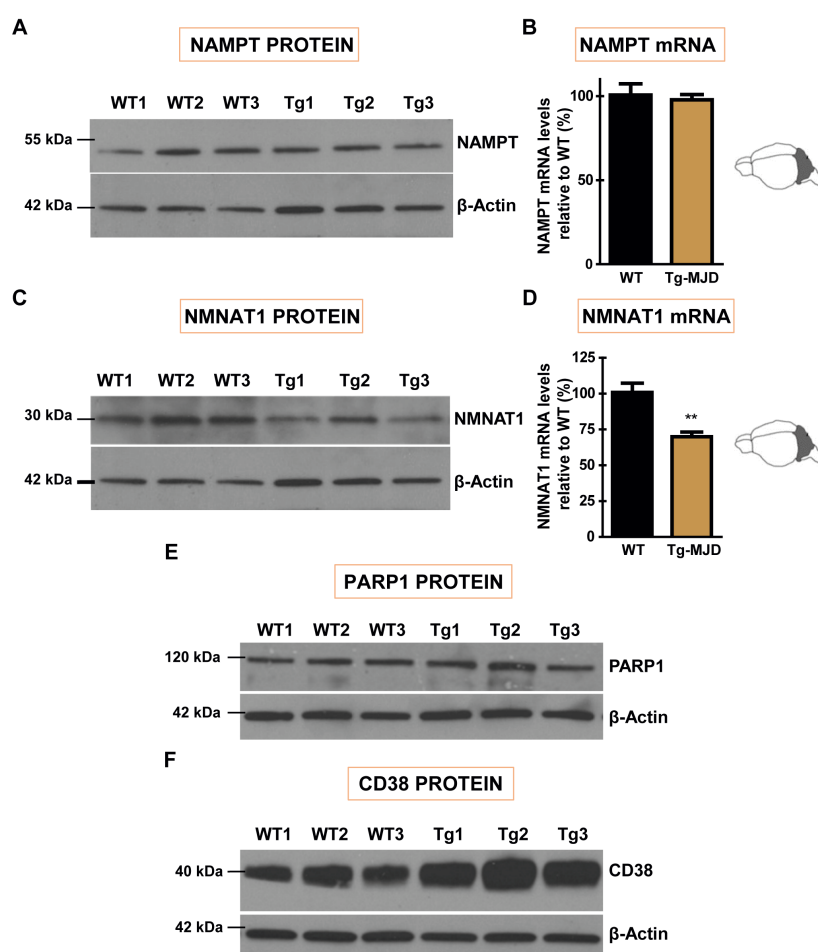 A
NAMPT PROTEIN
WT1 WT2 WT3 Tg1 Tg2 Tg3
55 kDa
NAMPT
42 kDa
β-Actin
B
NAMPT mRNA
NAMPT mRNA levels
relative to WT (%)
100
50
0
WT Tg-MJD
C
NMNAT1 PROTEIN
WT1 WT2 WT3 Tg1 Tg2 Tg3
30 kDa
NMNAT1
42 kDa
β-Actin
D
NMNAT1 mRNA
NMNAT1 mRNA levels
relative to WT (%)
125
100
75
50
25
0
**
WT Tg-MJD
E
PARP1 PROTEIN
WT1 WT2 WT3 Tg1 Tg2 Tg3
120 kDa
PARP1
42 kDa
β-Actin
F
CD38 PROTEIN
WT1 WT2 WT3 Tg1 Tg2 Tg3
40 kDa
CD38
42 kDa
β-Actin